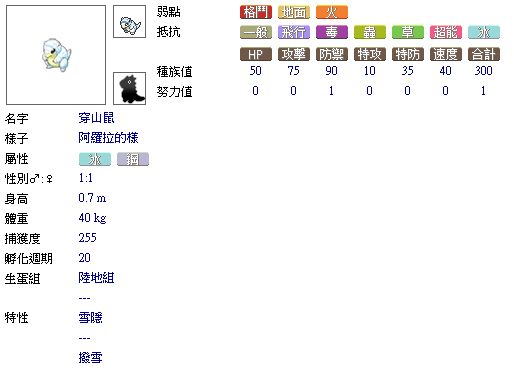 弱點 格鬥 地面 火
抵抗 一般 飛行 毒 蟲 草 超能 冰
HP 攻擊 防禦 特攻 特防 速度 合計
種族值 50 75 90 10 35 40 300
努力值 0 0 1 0 0 0 1
名字 穿山鼠
樣子 阿羅拉的樣
屬性 冰 鋼
性別♂:♀ 1:1
身高 0.7 m
體重 40 kg
捕獲度 255
孵化週期 20
生蛋組 陸地組
---
特性 雪隱
---
撥雪